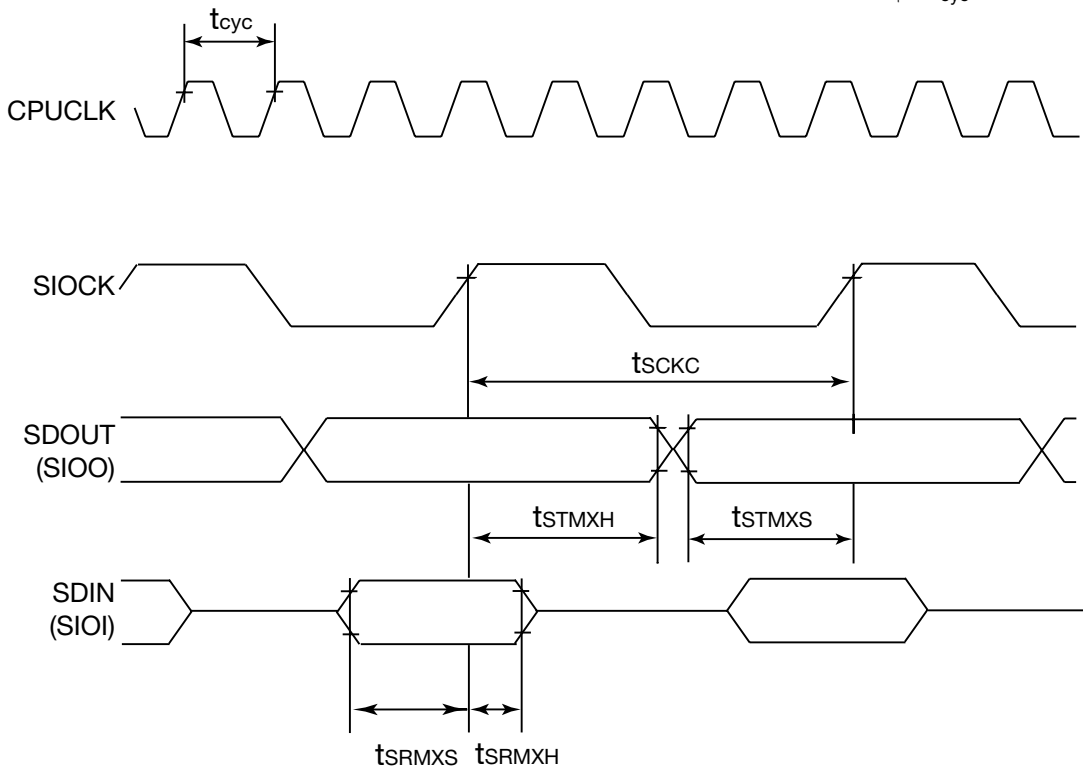 tcyc
CPUCLK
SIOCK
tSCKC
SDOUT
(SIOO)
tSTMXH
tSTMXS
SDIN
(SIOI)
tSRMXS
tSRMXH